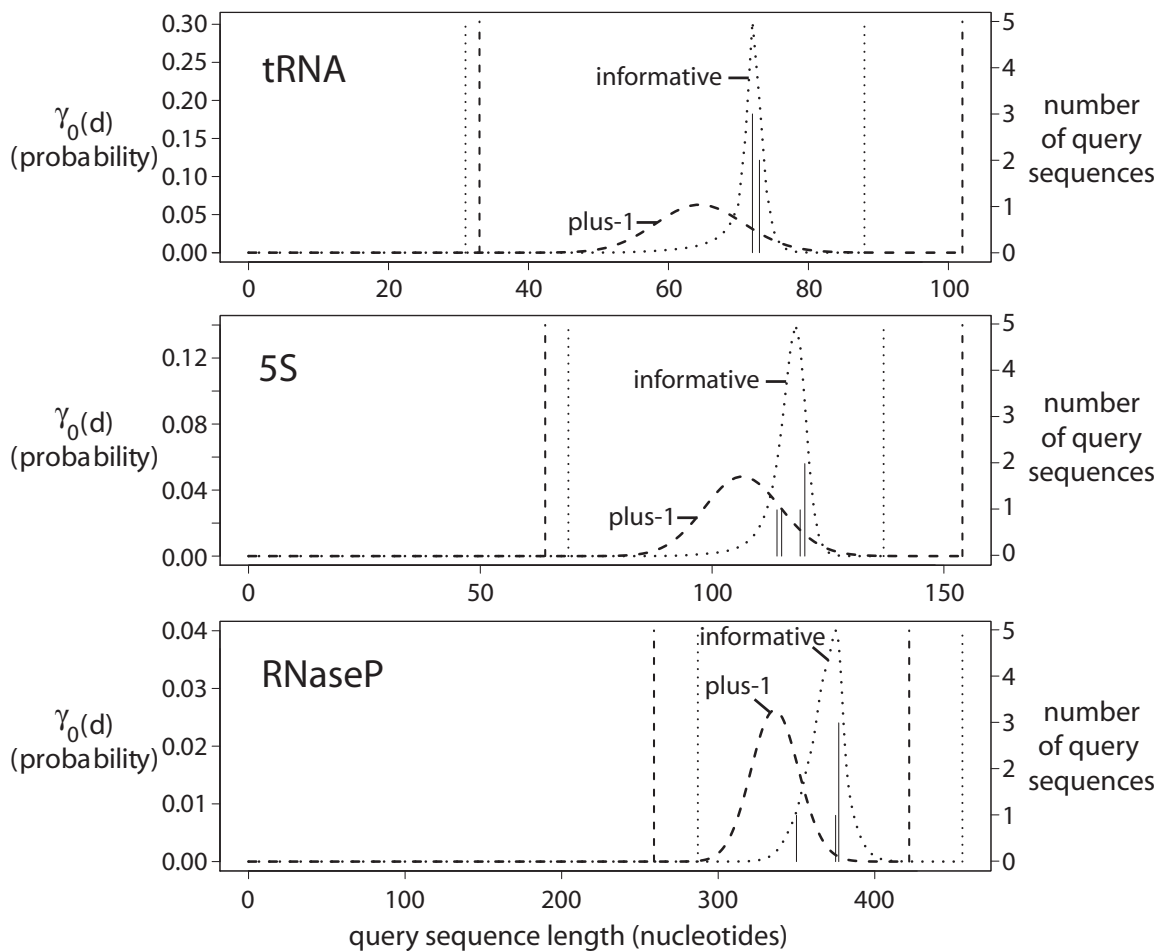 tRNA
informative
plus-1
γ0(d)
(probability)
0.30
0.25
0.20
0.15
0.10
0.05
0.00
5
4
3
2
1
0
number
of query
sequences
0
20
40
60
80
100
5S
informative
plus-1
γ0(d)
(probability)
0.12
0.08
0.04
0.00
5
4
3
2
1
0
number
of query
sequences
0
50
100
150
RNaseP
informative
plus-1
γ0(d)
(probability)
0.04
0.03
0.02
0.01
0.00
5
4
3
2
1
0
number
of query
sequences
0
100
200
300
400
query sequence length (nucleotides)